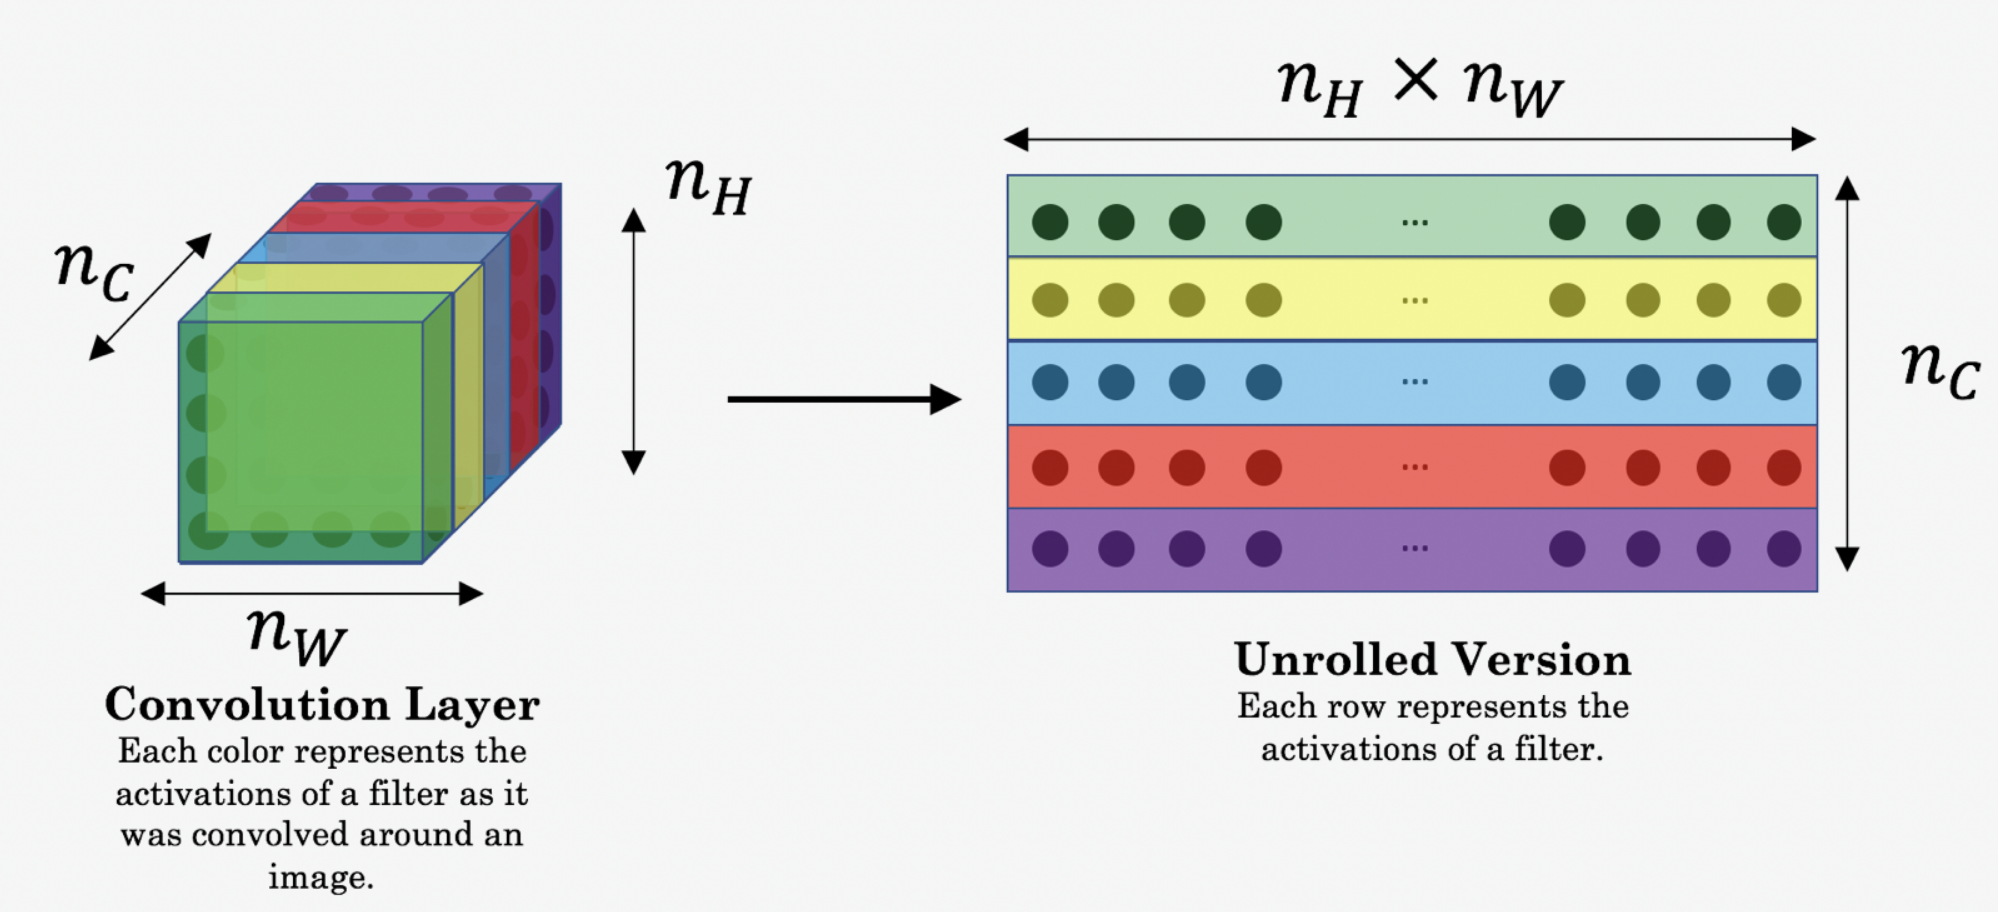 n_H × n_W
n_H
n_C
n_C
n_W
Convolution Layer
Each color represents the
activations of a filter as it
was convolved around an
image.
...
...
...
...
...
Unrolled Version
Each row represents the
activations of a filter.